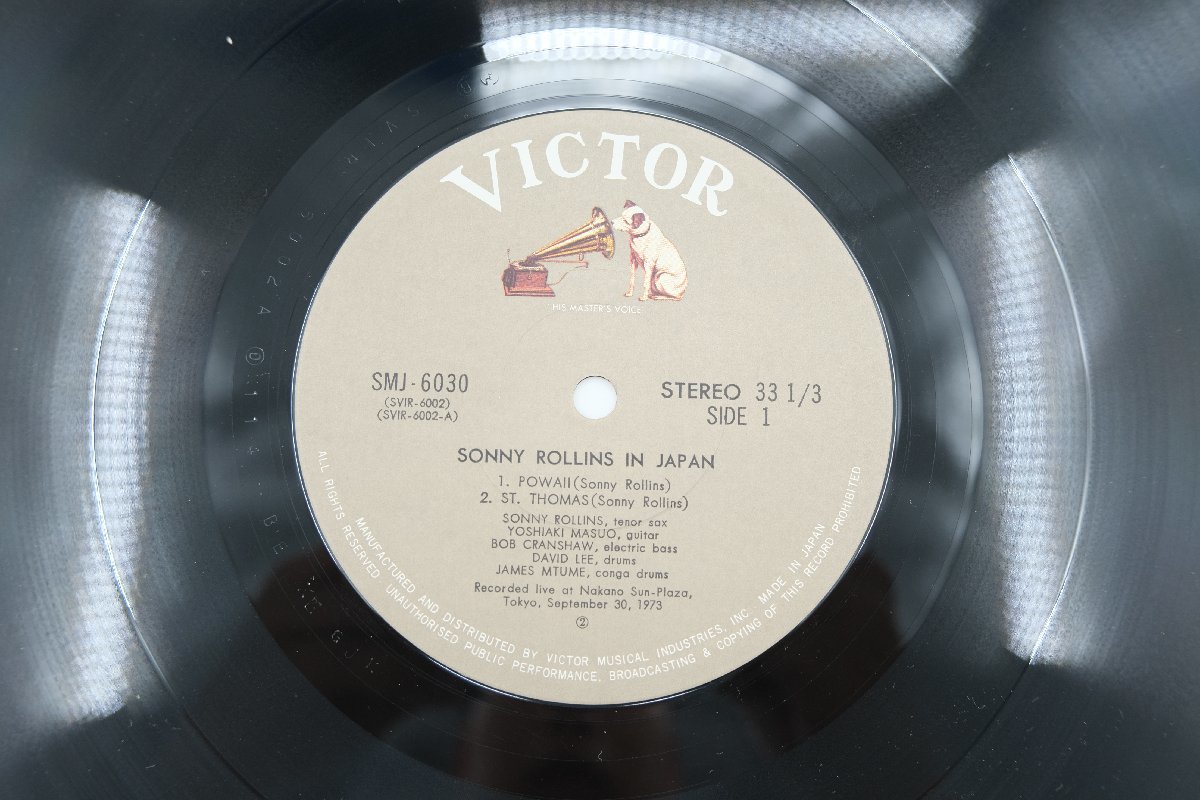 VICTOR
HIS MASTER'S VOICE
SMJ-6030
(SVIR-6002)
(SVIR-6002-A)
STEREO 33 1/3
SIDE 1
SONNY ROLLINS IN JAPAN
1. POWAII (Sonny Rollins)
2. ST. THOMAS (Sonny Rollins)
SONNY ROLLINS, tenor sax
YOSHIAKI MASUO, guitar
BOB CRANSHAW, electric bass
DAVID LEE, drums
JAMES MTUME, conga drums
Recorded live at Nakano Sun-Plaza,
Tokyo, September 30, 1973
②
MANUFACTURED AND DISTRIBUTED BY VICTOR MUSICAL INDUSTRIES, INC. MADE IN JAPAN
ALL RIGHTS RESERVED UNAUTHORISED PUBLIC PERFORMANCE, BROADCASTING & COPYING OF THIS RECORD PROHIBITED